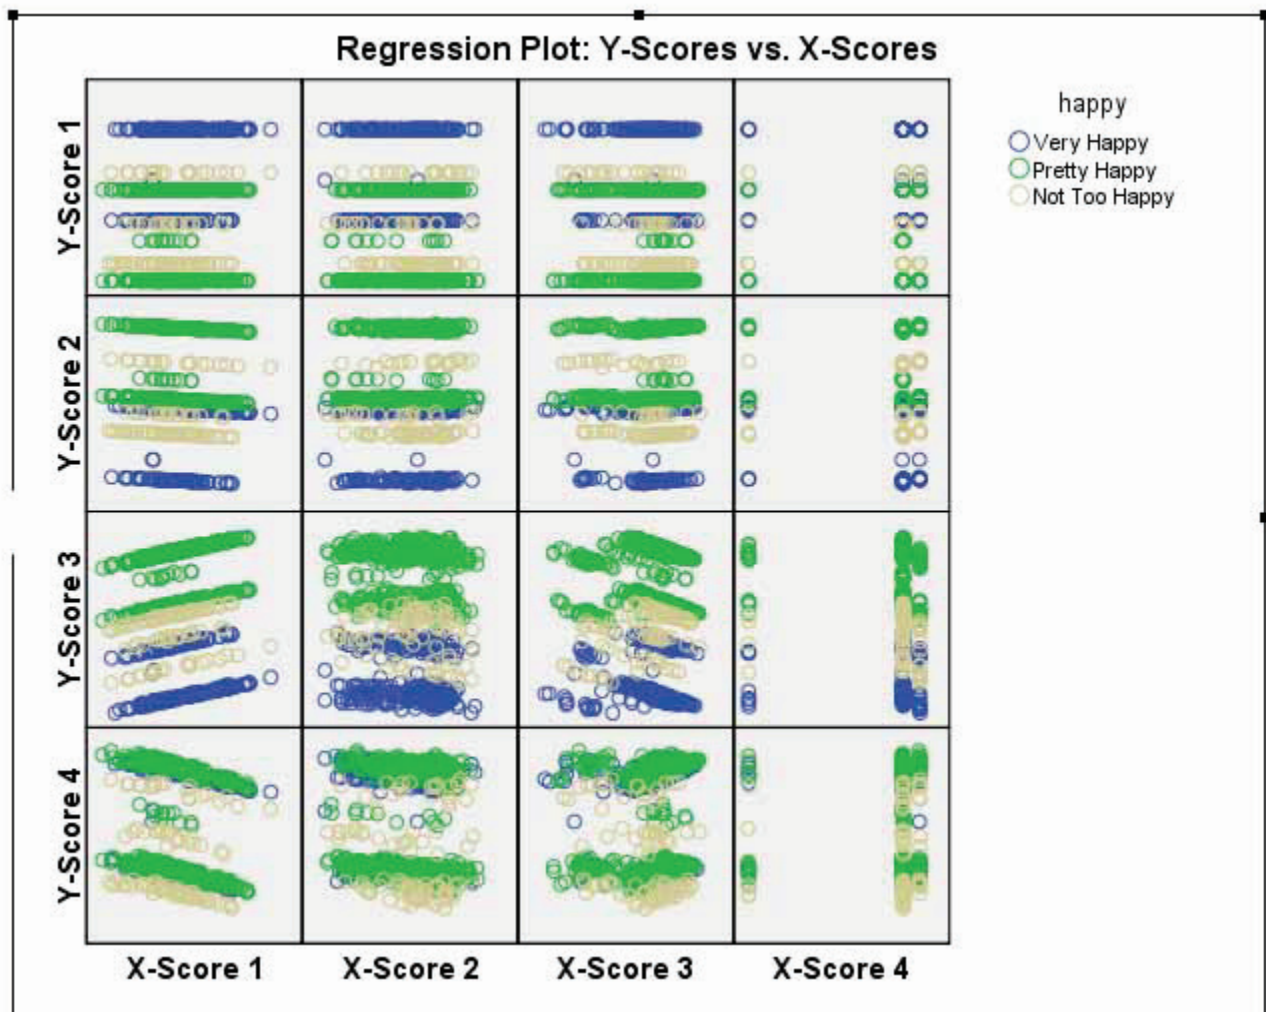 Regression Plot: Y-Scores vs. X-Scores
happy
Very Happy
Pretty Happy
Not Too Happy
Y-Score 1
Y-Score 2
Y-Score 3
Y-Score 4
X-Score 1
X-Score 2
X-Score 3
X-Score 4